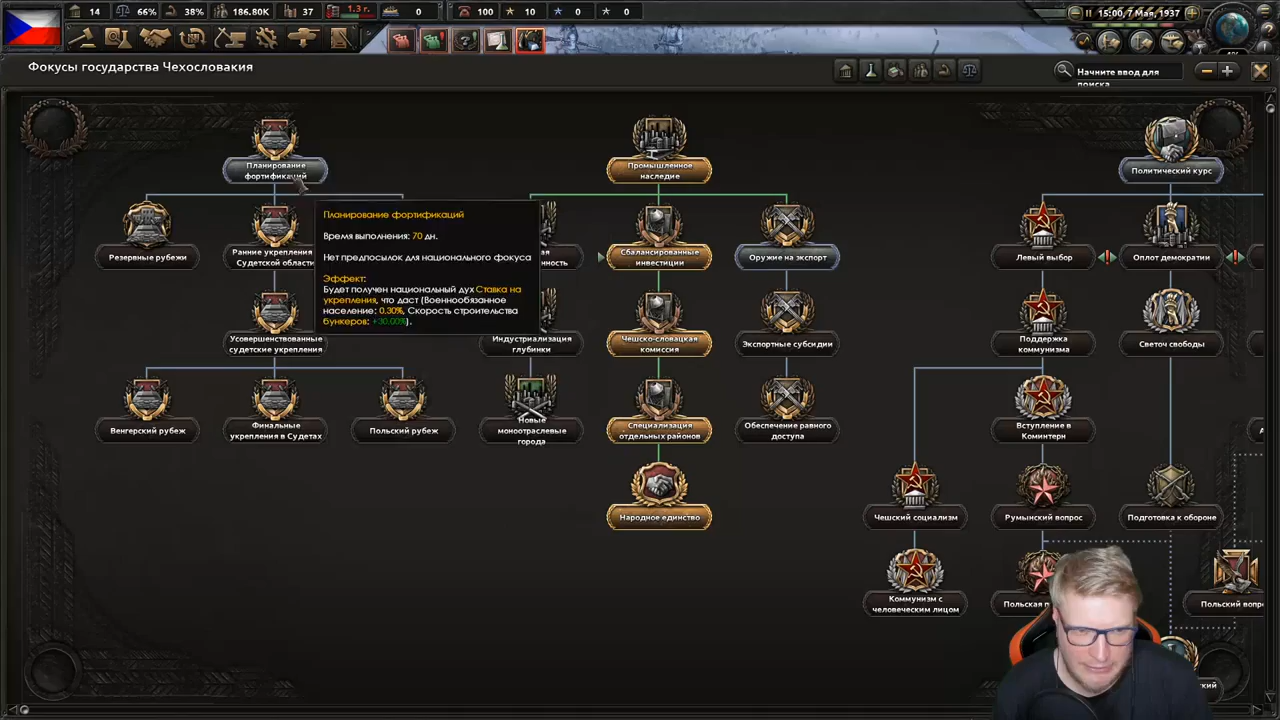 14 66% 38% 186.80K 37 1.3 г. 0 100 10 0 0
15:00, 7 Мая, 1937
Фокусы государства Чехословакия
Начните ввод для
поиска
Планирование
фортификаций
Промышленное
наследие
Политический курс
Планирование фортификаций
Время выполнения: 70 дн.
Нет предпосылок для национального фокуса
Эффект:
Будет получен национальный дух Ставка на
укрепления, что даст (Военнообязанное
население: 0.30%, Скорость строительства
бункеров: +30.00%).
Резервные рубежи
Ранние укрепления
Судетской области
Сбалансированные
инвестиции
Оружие на экспорт
Левый выбор
Оплот демократии
Усовершенствованные
судетские укрепления
Индустриализация
глубинки
Чешско-словацкая
комиссия
Экспортные субсидии
Поддержка
коммунизма
Светоч свободы
Венгерский рубеж
Финальные
укрепления в Судетах
Польский рубеж
Новые
моноотраслевые
города
Специализация
отдельных районов
Обеспечение равного
доступа
Вступление в
Коминтерн
Народное единство
Чешский социализм
Румынский вопрос
Подготовка к обороне
Коммунизм с
человеческим лицом
Польская
Польский вопр